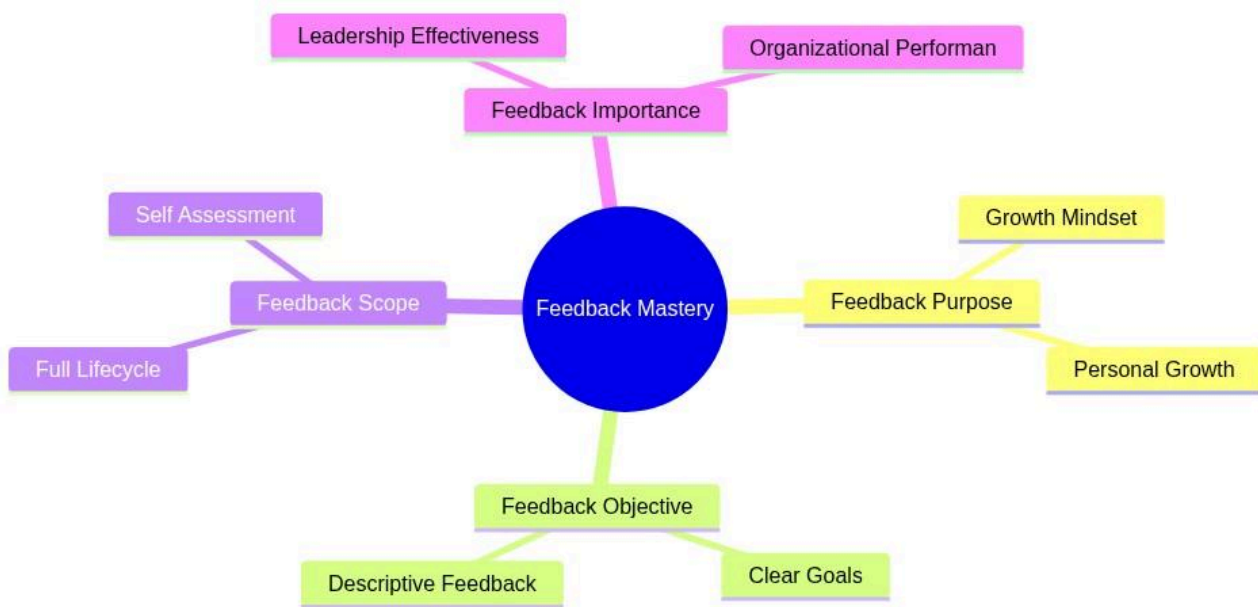 Leadership Effectiveness
Organizational Performan
Feedback Importance
Self Assessment
Growth Mindset
Feedback Scope
Feedback Mastery
Feedback Purpose
Full Lifecycle
Personal Growth
Feedback Objective
Descriptive Feedback
Clear Goals